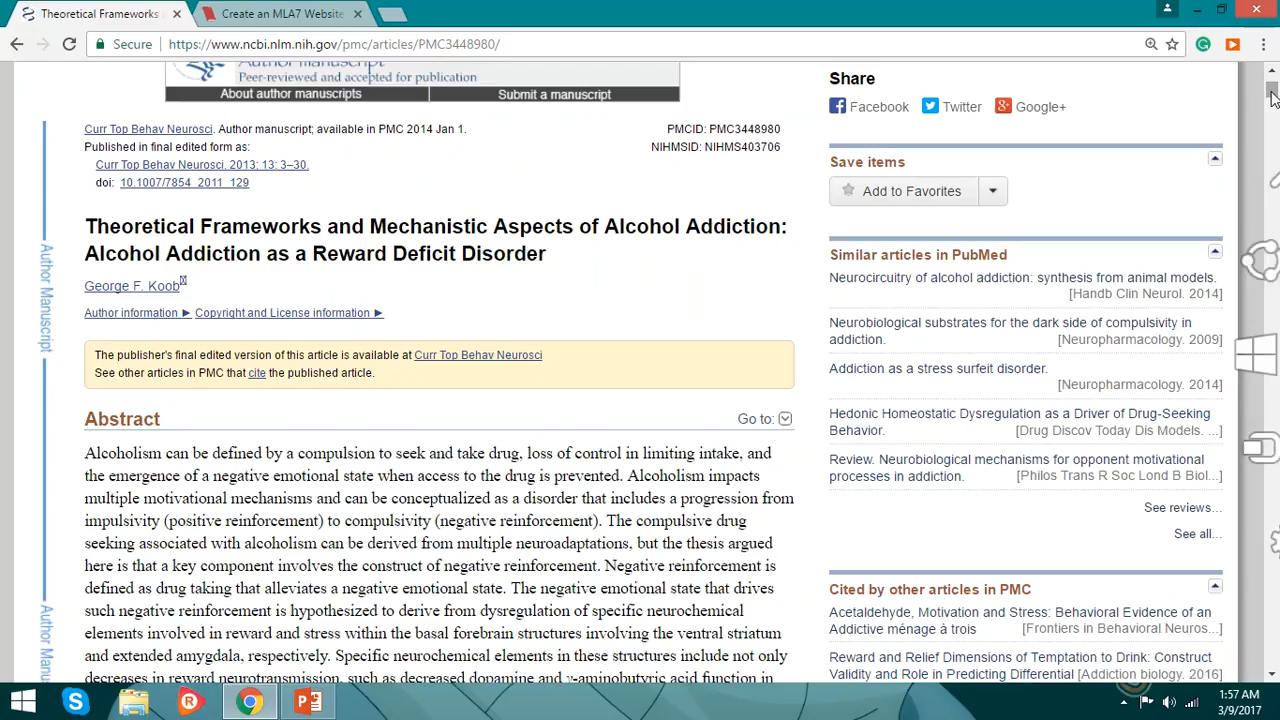 Theoretical Frameworks
Create an MLA7 Website
Secure
https://www.ncbi.nlm.nih.gov/pmc/articles/PMC3448980/
Author manuscript
Peer-reviewed and accepted for publication
About author manuscripts
Submit a manuscript
Curr Top Behav Neurosci. Author manuscript; available in PMC 2014 Jan 1.
PMCID: PMC3448980
Published in final edited form as:
NIHMSID: NIHMS403706
Curr Top Behav Neurosci. 2013; 13: 3–30.
doi: 10.1007/7854_2011_129
Theoretical Frameworks and Mechanistic Aspects of Alcohol Addiction:
Alcohol Addiction as a Reward Deficit Disorder
George F. Koob
Author information ▶ Copyright and License information ▶
The publisher's final edited version of this article is available at Curr Top Behav Neurosci
See other articles in PMC that cite the published article.
Abstract
Go to:
Alcoholism can be defined by a compulsion to seek and take drug, loss of control in limiting intake, and
the emergence of a negative emotional state when access to the drug is prevented. Alcoholism impacts
multiple motivational mechanisms and can be conceptualized as a disorder that includes a progression from
impulsivity (positive reinforcement) to compulsivity (negative reinforcement). The compulsive drug
seeking associated with alcoholism can be derived from multiple neuroadaptations, but the thesis argued
here is that a key component involves the construct of negative reinforcement. Negative reinforcement is
defined as drug taking that alleviates a negative emotional state. The negative emotional state that drives
such negative reinforcement is hypothesized to derive from dysregulation of specific neurochemical
elements involved in reward and stress within the basal forebrain structures involving the ventral striatum
and extended amygdala, respectively. Specific neurochemical elements in these structures include not only
decreases in reward neurotransmission, such as decreased dopamine and γ-aminobutyric acid function in
Author Manuscript
Author Manus
Share
Facebook
Twitter
Google+
Save items
Add to Favorites
Similar articles in PubMed
Neurocircuitry of alcohol addiction: synthesis from animal models.
[Handb Clin Neurol. 2014]
Neurobiological substrates for the dark side of compulsivity in
addiction. [Neuropharmacology. 2009]
Addiction as a stress surfeit disorder.
[Neuropharmacology. 2014]
Hedonic Homeostatic Dysregulation as a Driver of Drug-Seeking
Behavior. [Drug Discov Today Dis Models. ...]
Review. Neurobiological mechanisms for opponent motivational
processes in addiction. [Philos Trans R Soc Lond B Biol...]
See reviews...
See all...
Cited by other articles in PMC
Acetaldehyde, Motivation and Stress: Behavioral Evidence of an
Addictive ménage à trois [Frontiers in Behavioral Neuros...]
Reward and Relief Dimensions of Temptation to Drink: Construct
Validity and Role in Predicting Differential [Addiction biology. 2016]
1:57 AM
3/9/2017